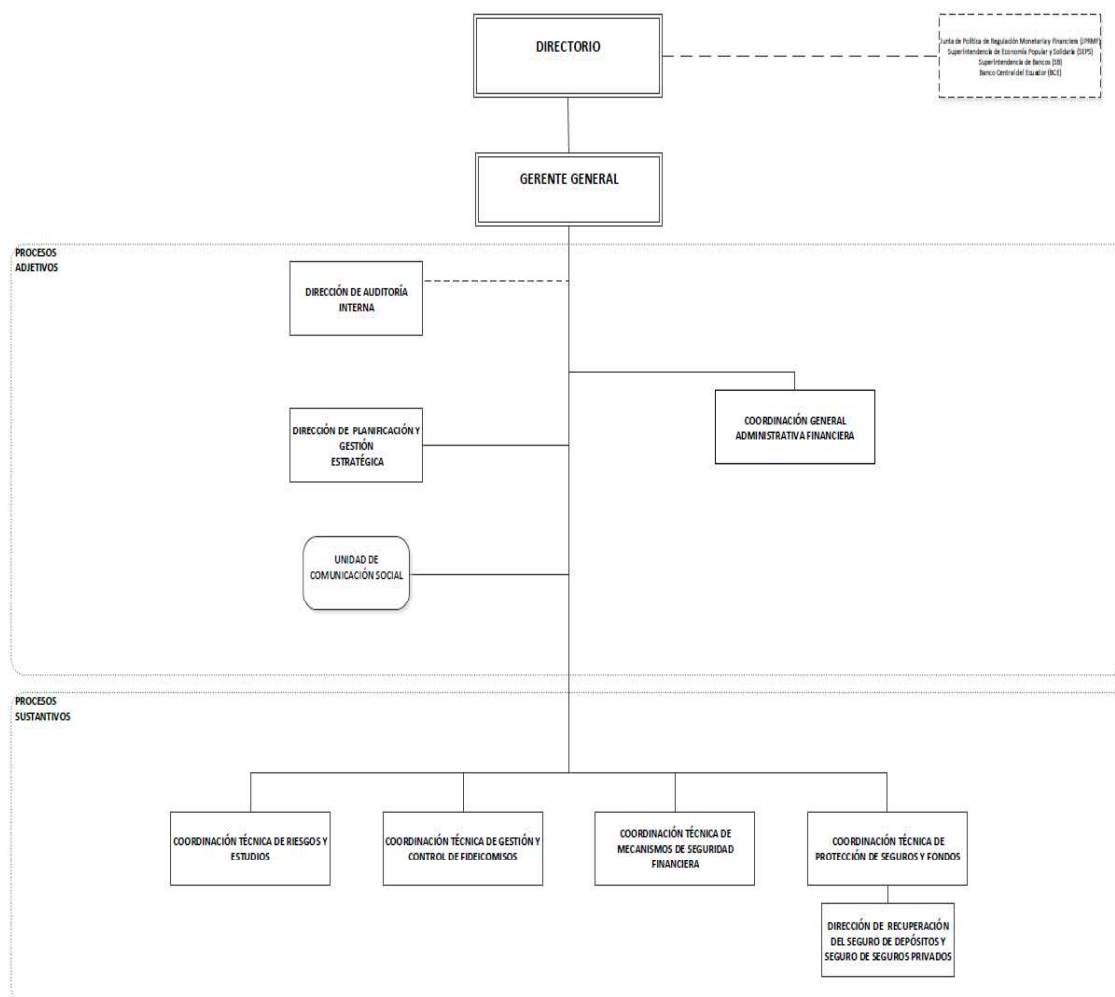 DIRECTORIO
Junta de Política de Regulación Monetaria y Financiera (JPRMF)
Superintendencia de Economía Popular y Solidaria (SEPS)
Superintendencia de Bancos (SB)
Banco Central del Ecuador (BCE)
GERENTE GENERAL
PROCESOS
ADJETIVOS
DIRECCIÓN DE AUDITORÍA
INTERNA
COORDINACIÓN GENERAL
ADMINISTRATIVA FINANCIERA
DIRECCIÓN DE PLANIFICACIÓN Y
GESTIÓN
ESTRATÉGICA
UNIDAD DE
COMUNICACIÓN SOCIAL
PROCESOS
SUSTANTIVOS
COORDINACIÓN TÉCNICA DE RIESGOS Y
ESTUDIOS
COORDINACIÓN TÉCNICA DE GESTIÓN Y
CONTROL DE FIDEICOMISOS
COORDINACIÓN TÉCNICA DE
MECANISMOS DE SEGURIDAD
FINANCIERA
COORDINACIÓN TÉCNICA DE
PROTECCIÓN DE SEGUROS Y FONDOS
DIRECCIÓN DE RECUPERACIÓN
DEL SEGURO DE DEPÓSITOS Y
SEGURO DE SEGUROS PRIVADOS